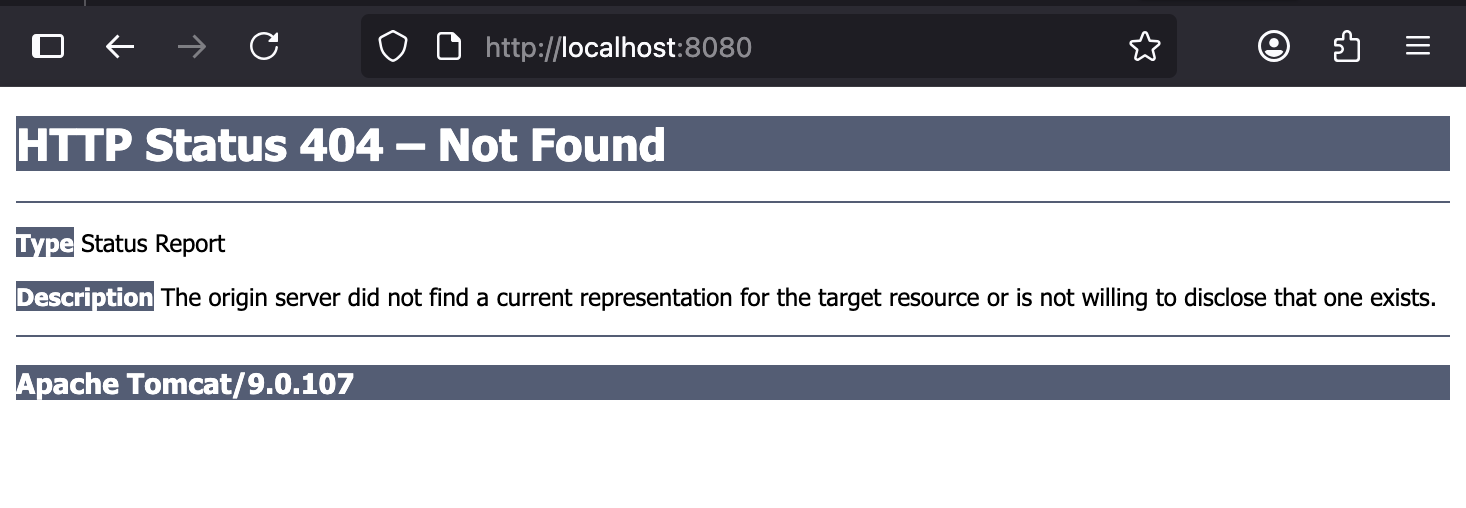 http://localhost:8080
HTTP Status 404 – Not Found
Type Status Report
Description The origin server did not find a current representation for the target resource or is not willing to disclose that one exists.
Apache Tomcat/9.0.107